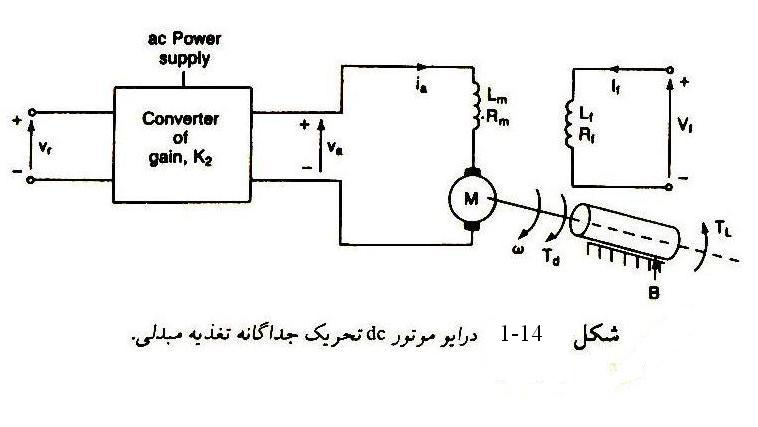 ac Power
supply
Converter
of
gain, K2
+
vr
−
+
va
−
ia
Lm
Rm
M
If
+
Lf
Rf
Vf
−
ω
Td
TL
B
شکل 1-14 درایو موتور dc تحریک جداگانه تغذیه مبدلی.